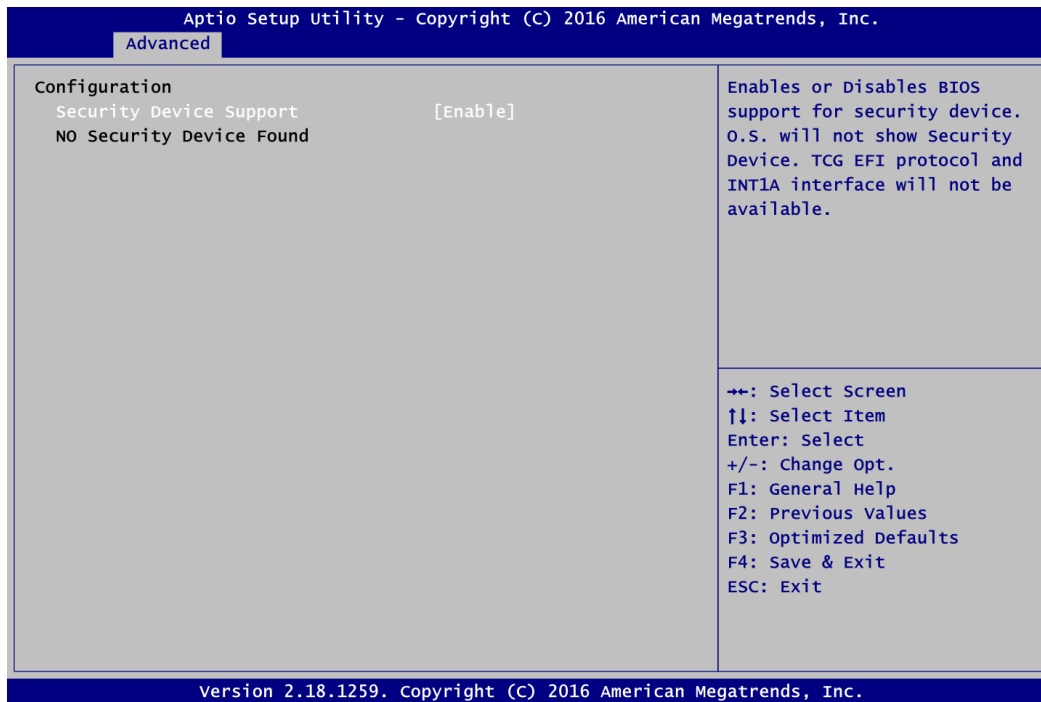 Aptio Setup Utility - Copyright (C) 2016 American Megatrends, Inc.
Advanced
Configuration
Security Device Support [Enable]
NO Security Device Found
Enables or Disables BIOS
support for security device.
O.S. will not show Security
Device. TCG EFI protocol and
INT1A interface will not be
available.
→←: Select Screen
↑↓: Select Item
Enter: Select
+/-: Change Opt.
F1: General Help
F2: Previous Values
F3: Optimized Defaults
F4: Save & Exit
ESC: Exit
Version 2.18.1259. Copyright (C) 2016 American Megatrends, Inc.